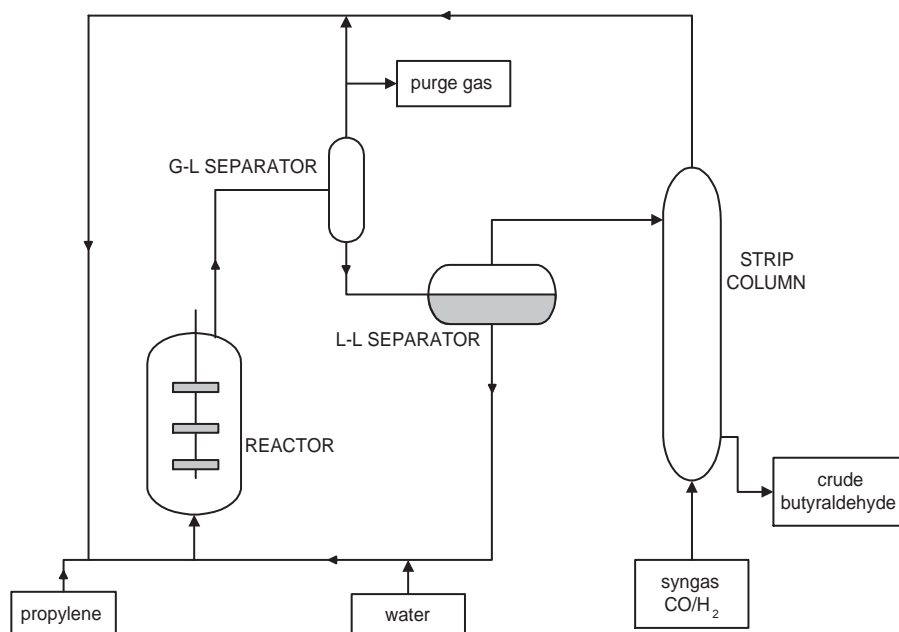 purge gas
G-L SEPARATOR
STRIP
COLUMN
L-L SEPARATOR
REACTOR
crude
butyraldehyde
syngas
CO/H₂
propylene
water